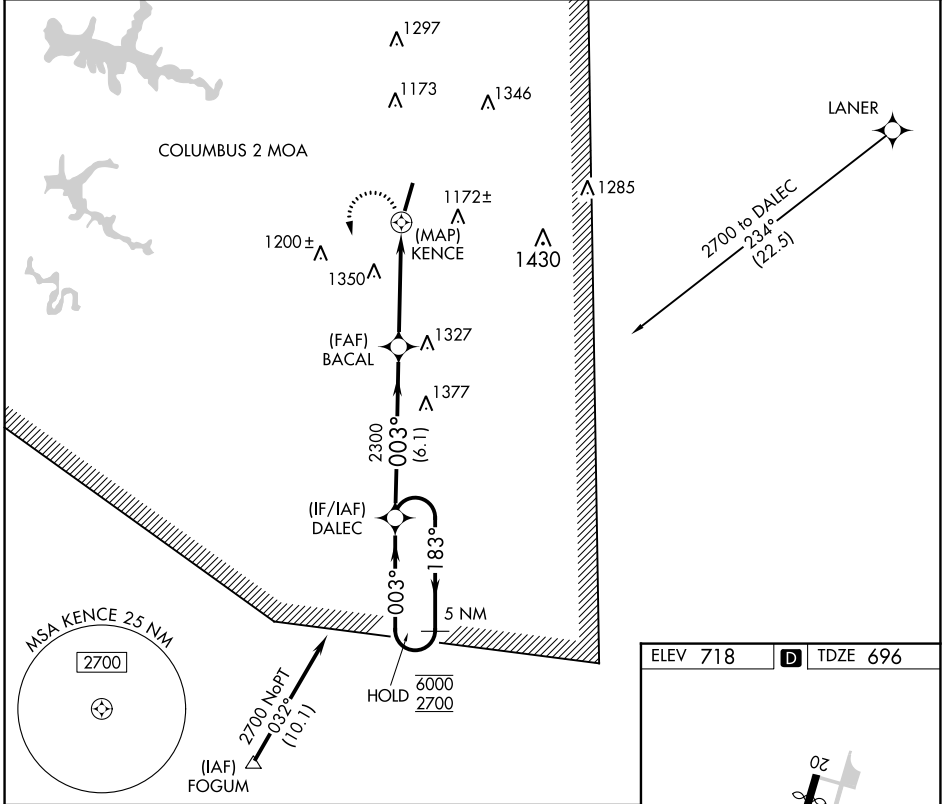 1297
1173
1346
LANER
COLUMBUS 2 MOA
1285
1172±
2700 to DALEC
234°
(22.5)
(MAP)
KENCE
1200±
1350
1430
(FAF)
BACAL
1327
1377
2300
003°
(6.1)
(IF/IAF)
DALEC
183°
003°
5 NM
MSA KENCE 25 NM
2700
HOLD
6000
2700
2700 NoPT
032°
(10.1)
(IAF)
FOGUM
ELEV 718
D
TDZE 696
20